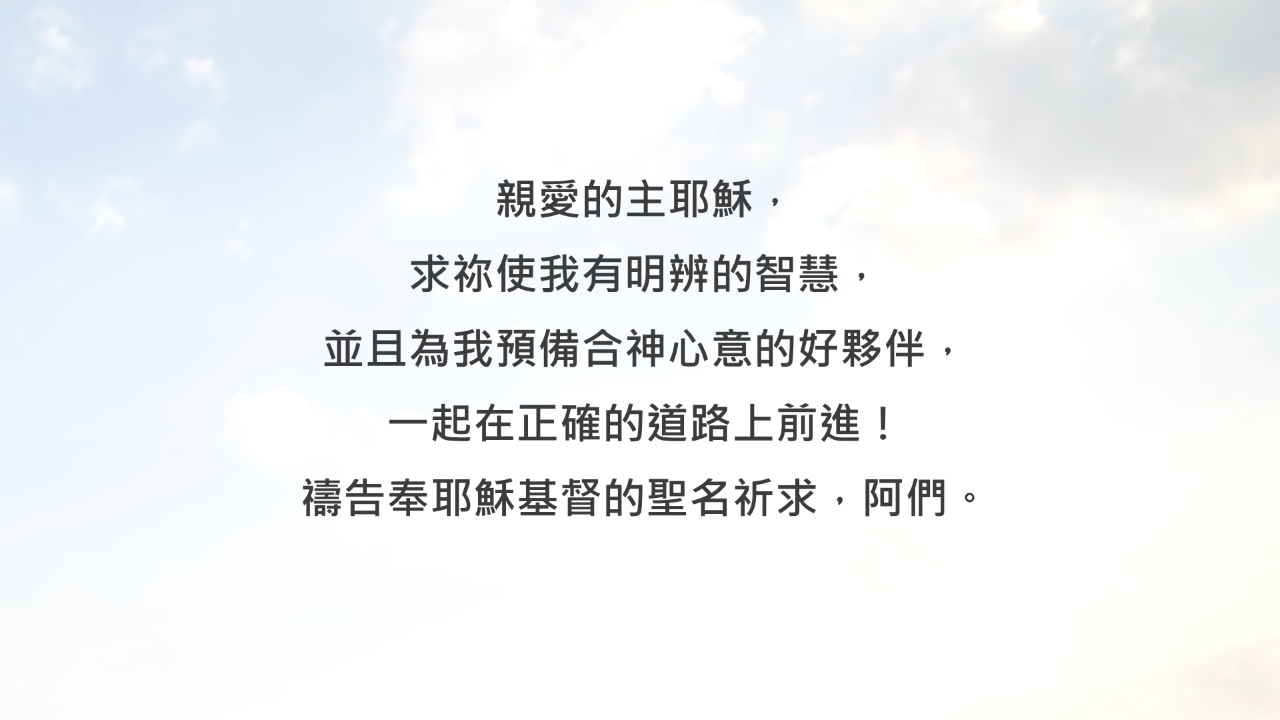 親愛的主耶穌，
求祢使我有明辨的智慧，
並且為我預備合神心意的好夥伴，
一起在正確的道路上前進！
禱告奉耶穌基督的聖名祈求，阿們。